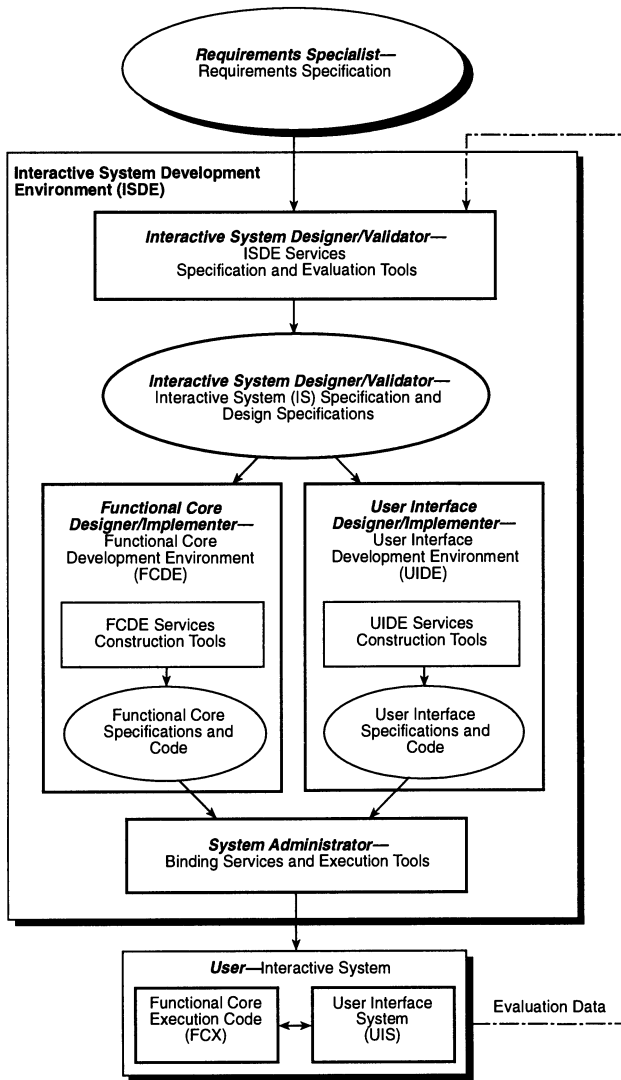 Requirements Specialist—
Requirements Specification
Interactive System Development
Environment (ISDE)
Interactive System Designer/Validator—
ISDE Services
Specification and Evaluation Tools
Interactive System Designer/Validator—
Interactive System (IS) Specification and
Design Specifications
Functional Core
Designer/Implementer—
Functional Core
Development Environment
(FCDE)
FCDE Services
Construction Tools
Functional Core
Specifications and
Code
User Interface
Designer/Implementer—
User Interface
Development Environment
(UIDE)
UIDE Services
Construction Tools
User Interface
Specifications and
Code
System Administrator—
Binding Services and Execution Tools
User—Interactive System
Functional Core
Execution Code
(FCX)
User Interface
System
(UIS)
Evaluation Data